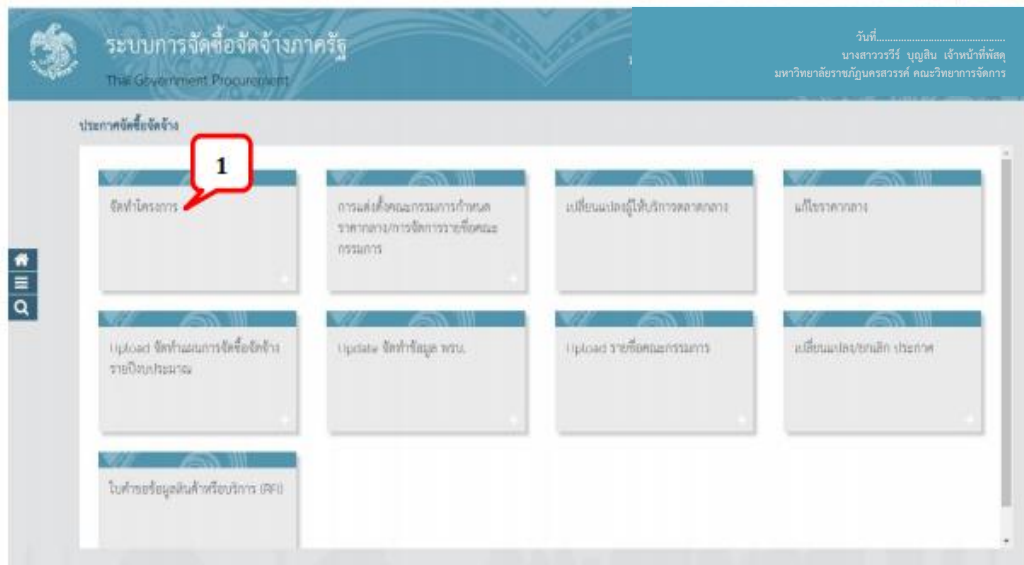 ระบบการจัดซื้อจัดจ้างภาครัฐ
Thai Government Procurement
วันที่............................................
นางสาววรวีร์ บุญสิน เจ้าหน้าที่พัสดุ
มหาวิทยาลัยราชภัฏนครสวรรค์ คณะวิทยาการจัดการ
ประกาศจัดซื้อจัดจ้าง
1
จัดทำโครงการ
การแต่งตั้งคณะกรรมการกำหนด
ราคากลาง/การจัดการรายชื่อคณะ
กรรมการ
เปลี่ยนแปลงผู้ให้บริการตลาดกลาง
แก้ไขราคากลาง
Upload จัดทำแผนการจัดซื้อจัดจ้าง
รายปีงบประมาณ
Update จัดทำข้อมูล พรบ.
Upload รายชื่อคณะกรรมการ
เปลี่ยนแปลง/ยกเลิก ประกาศ
ใบคำขอข้อมูลสินค้าหรือบริการ (RFI)